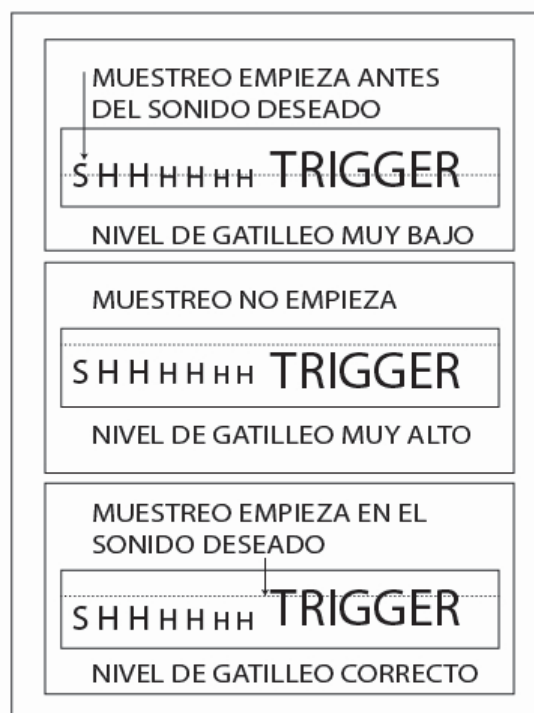 MUESTREO EMPIEZA ANTES
DEL SONIDO DESEADO
SHHHHHH TRIGGER
NIVEL DE GATILLEO MUY BAJO
MUESTREO NO EMPIEZA
SHHHHHH TRIGGER
NIVEL DE GATILLEO MUY ALTO
MUESTREO EMPIEZA EN EL
SONIDO DESEADO
SHHHHHH TRIGGER
NIVEL DE GATILLEO CORRECTO